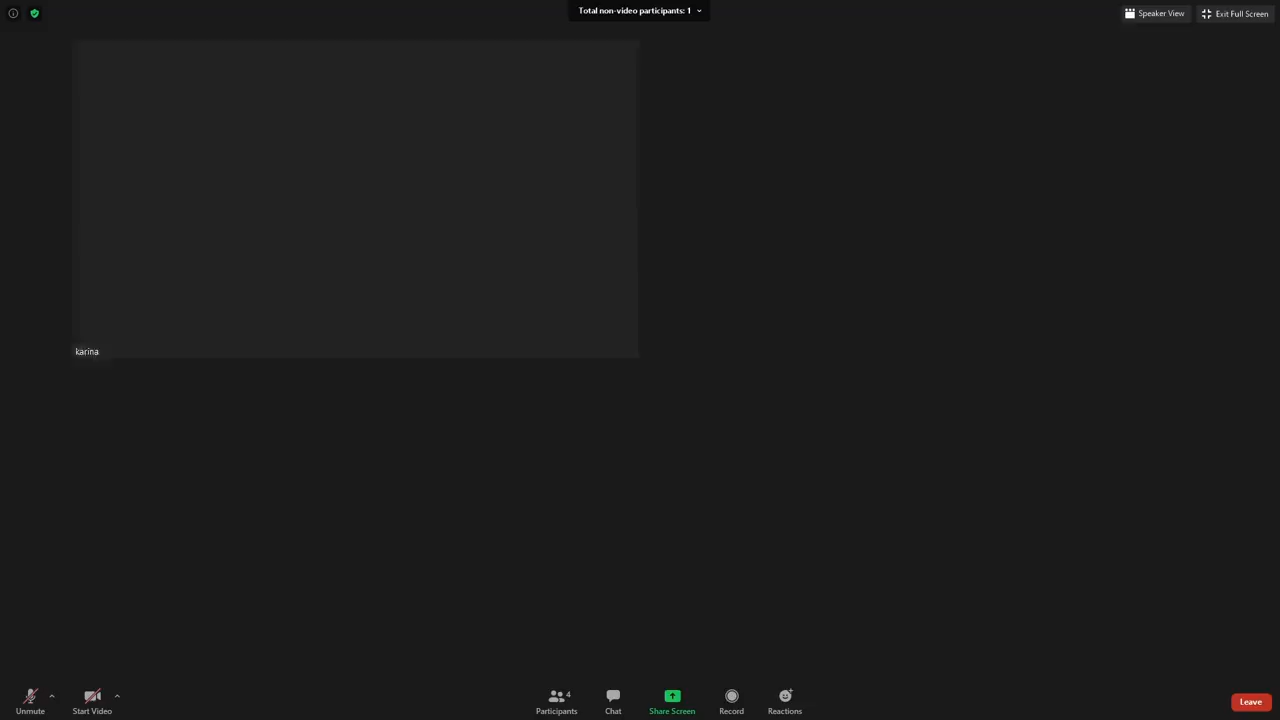 Total non-video participants: 1
Speaker View
Exit Full Screen
karina
Unmute
Start Video
4
Participants
Chat
Share Screen
Record
Reactions
Leave